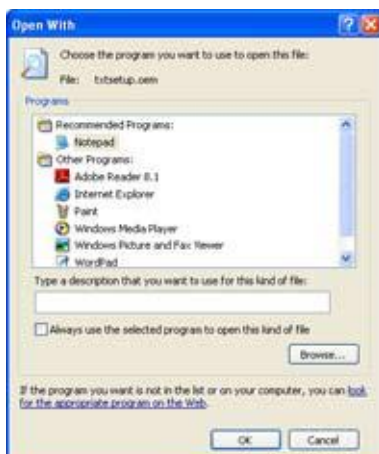 Open With
Choose the program you want to use to open this file:
File: txtsetup.oem
Programs
Recommended Programs:
Notepad
Other Programs:
Adobe Reader 8.1
Internet Explorer
Paint
Windows Media Player
Windows Picture and Fax Viewer
WordPad
Type a description that you want to use for this kind of file:
Always use the selected program to open this kind of file
Browse...
If the program you want is not in the list or on your computer, you can look
for the appropriate program on the Web.
OK
Cancel